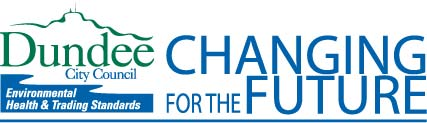 Dundee
City Council
Environmental
Health & Trading Standards
CHANGING
FOR THE FUTURE